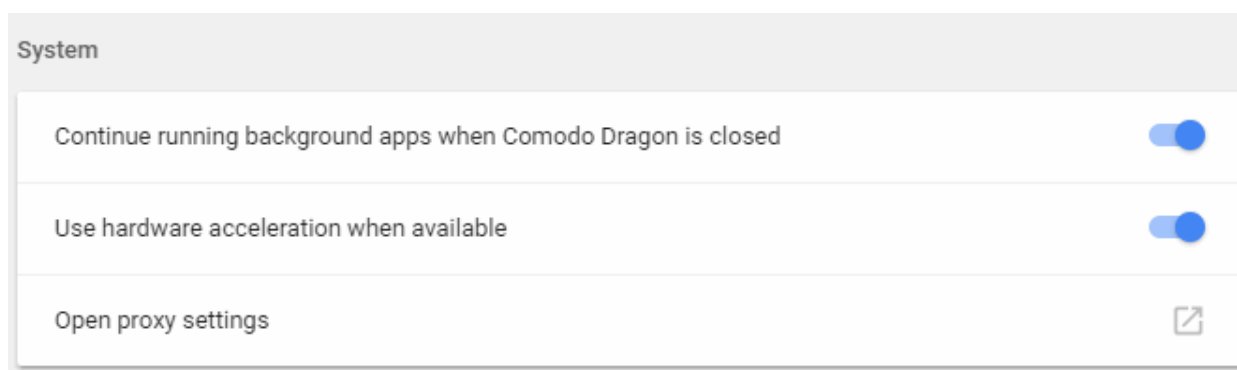 System
Continue running background apps when Comodo Dragon is closed
Use hardware acceleration when available
Open proxy settings